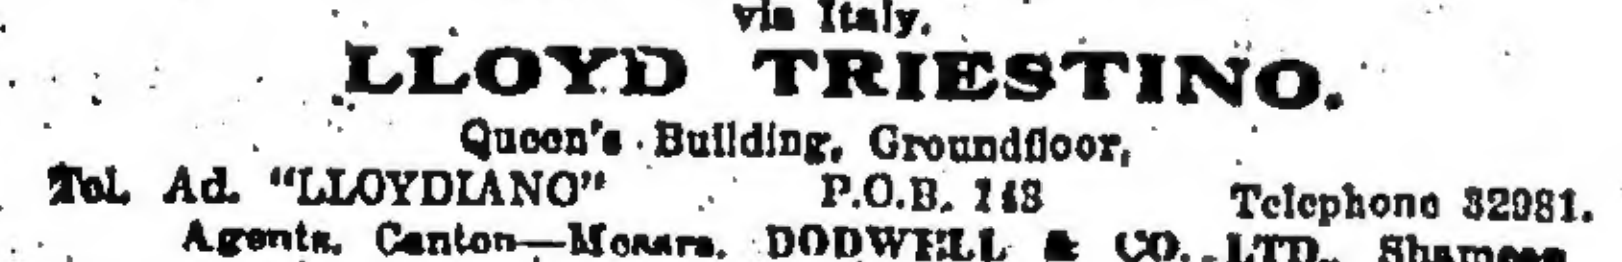 via Italy.
LLOYD TRIESTINO.
Queen's Building, Groundfloor,
Tel. Ad. "LLOYDIANO" P.O.B. 143 Telephone 32981.
Agents, Canton—Messrs. DODWELL & CO., LTD., Shameen